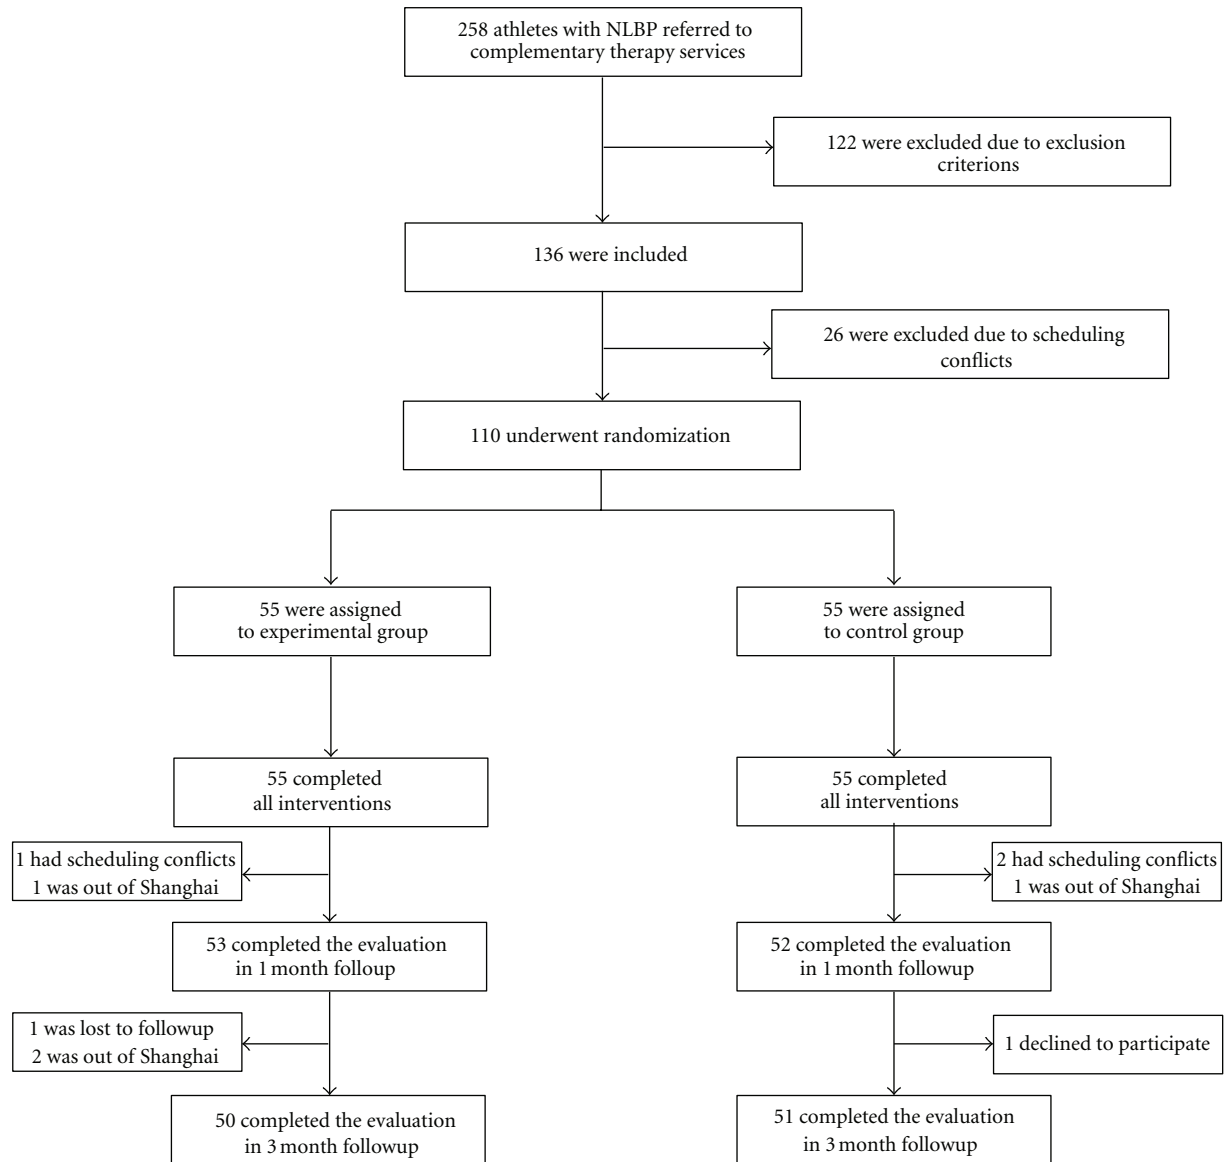 258 athletes with NLBP referred to
complementary therapy services
122 were excluded due to exclusion
criterions
136 were included
26 were excluded due to scheduling
conflicts
110 underwent randomization
55 were assigned
to experimental group
55 were assigned
to control group
55 completed
all interventions
55 completed
all interventions
1 had scheduling conflicts
1 was out of Shanghai
2 had scheduling conflicts
1 was out of Shanghai
53 completed the evaluation
in 1 month folloup
52 completed the evaluation
in 1 month followup
1 was lost to followup
2 was out of Shanghai
1 declined to participate
50 completed the evaluation
in 3 month followup
51 completed the evaluation
in 3 month followup